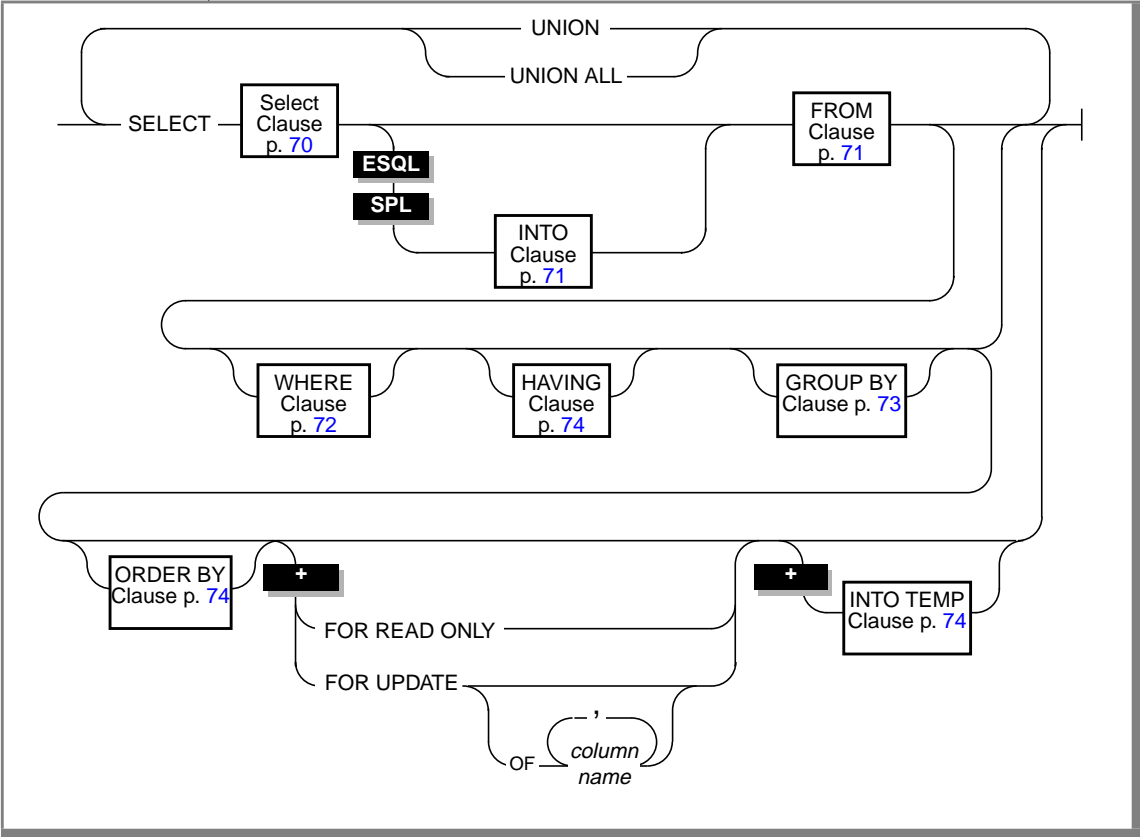 UNION
UNION ALL
SELECT
Select
Clause
p. 70
FROM
Clause
p. 71
ESQL
SPL
INTO
Clause
p. 71
WHERE
Clause
p. 72
HAVING
Clause
p. 74
GROUP BY
Clause p. 73
ORDER BY
Clause p. 74
+
+
INTO TEMP
Clause p. 74
FOR READ ONLY
FOR UPDATE
,
OF
column
name